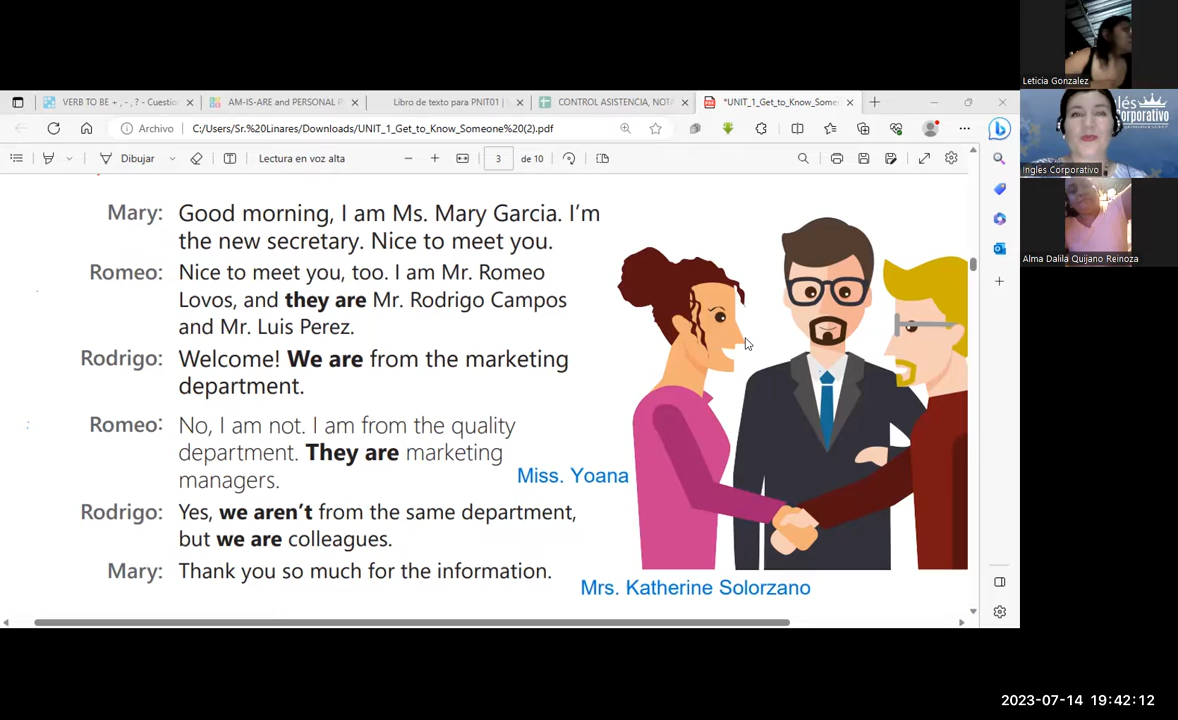 VERB TO BE + , - , ? - Cuestio
AM-IS-ARE and PERSONAL P
Libro de texto para PNIT01 |
CONTROL ASISTENCIA, NOTA
*UNIT_1_Get_to_Know_Some
Archivo
C:/Users/Sr.%20Linares/Downloads/UNIT_1_Get_to_Know_Someone%20(2).pdf
Dibujar
Lectura en voz alta
3
de 10
Mary: Good morning, I am Ms. Mary Garcia. I'm
the new secretary. Nice to meet you.
Romeo: Nice to meet you, too. I am Mr. Romeo
Lovos, and they are Mr. Rodrigo Campos
and Mr. Luis Perez.
Rodrigo: Welcome! We are from the marketing
department.
Romeo: No, I am not. I am from the quality
department. They are marketing
managers.
Miss. Yoana
Rodrigo: Yes, we aren't from the same department,
but we are colleagues.
Mary: Thank you so much for the information.
Mrs. Katherine Solorzano
Leticia Gonzalez
lés
Corporativo
Ingles Corporativo
Alma Dalila Quijano Reinoza
2023-07-14 19:42:12